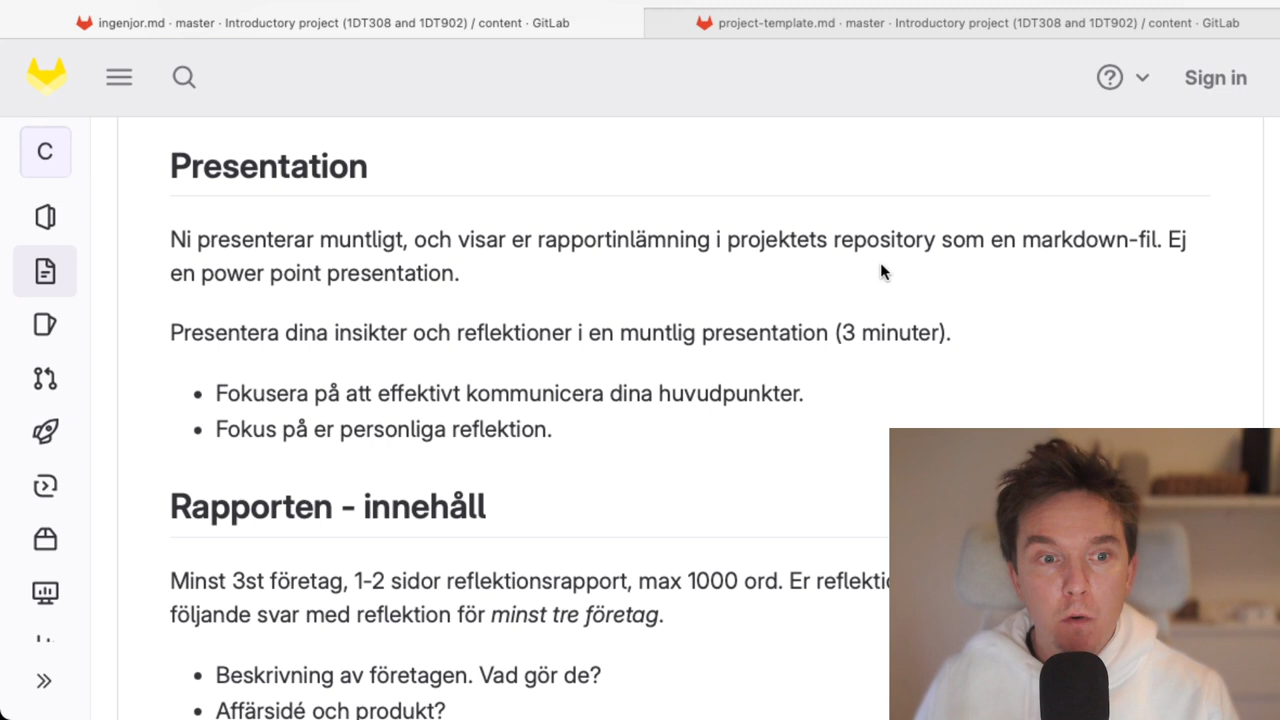 ingenjor.md · master · Introductory project (1DT308 and 1DT902) / content · GitLab
project-template.md · master · Introductory project (1DT308 and 1DT902) / content · GitLab
Sign in
C
Presentation
Ni presenterar muntligt, och visar er rapportinlämning i projektets repository som en markdown-fil. Ej
en power point presentation.
Presentera dina insikter och reflektioner i en muntlig presentation (3 minuter).
• Fokusera på att effektivt kommunicera dina huvudpunkter.
• Fokus på er personliga reflektion.
Rapporten - innehåll
Minst 3st företag, 1-2 sidor reflektionsrapport, max 1000 ord. Er
följande svar med reflektion för minst tre företag.
• Beskrivning av företagen. Vad gör de?
• Affärsidé och produkt?